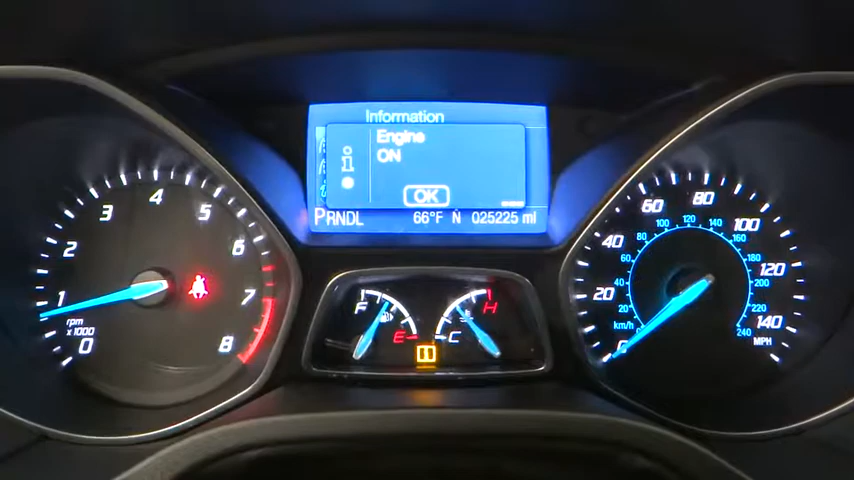 Information
Engine
ON
i
OK
PRNDL 66°F N 025225 mi
0 1 2 3 4 5 6 7 8
rpm
x1000
F E
C H
0 20 40 60 80 100 120 140
MPH
20 40 60 80 100 120 140 160 180 200 220 240
km/h